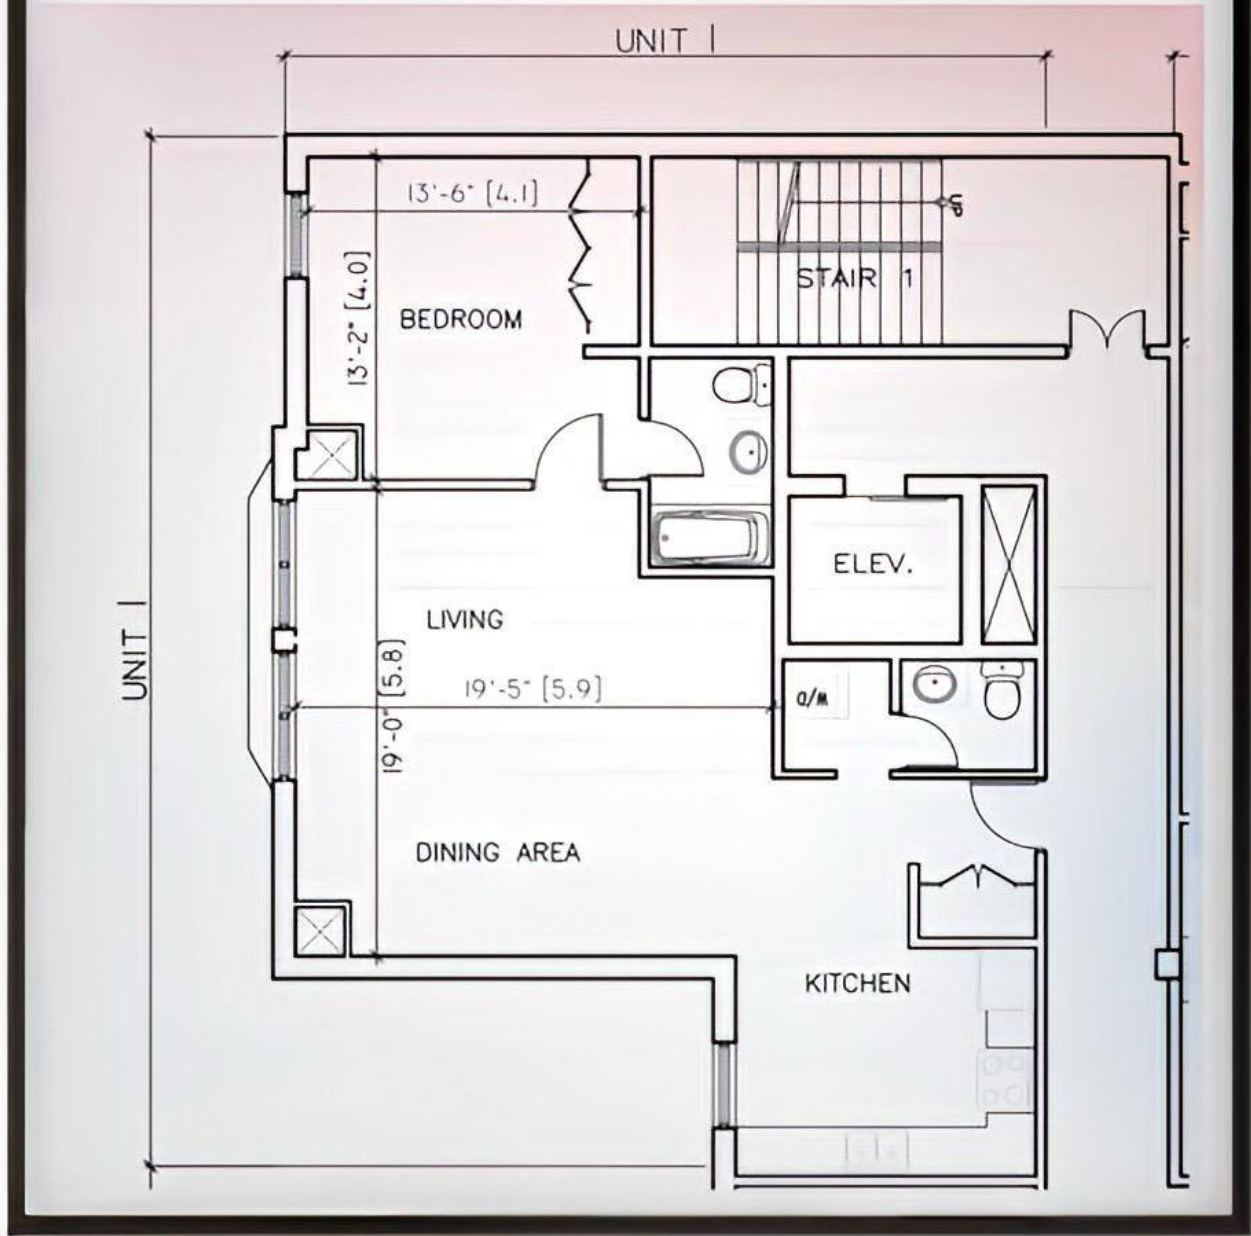 UNIT 1
13'-6" [4.1]
UP
STAIR 1
13'-2" [4.0]
BEDROOM
ELEV.
UNIT 1
LIVING
19'-0" [5.8]
19'-5" [5.9]
D/W
DINING AREA
KITCHEN